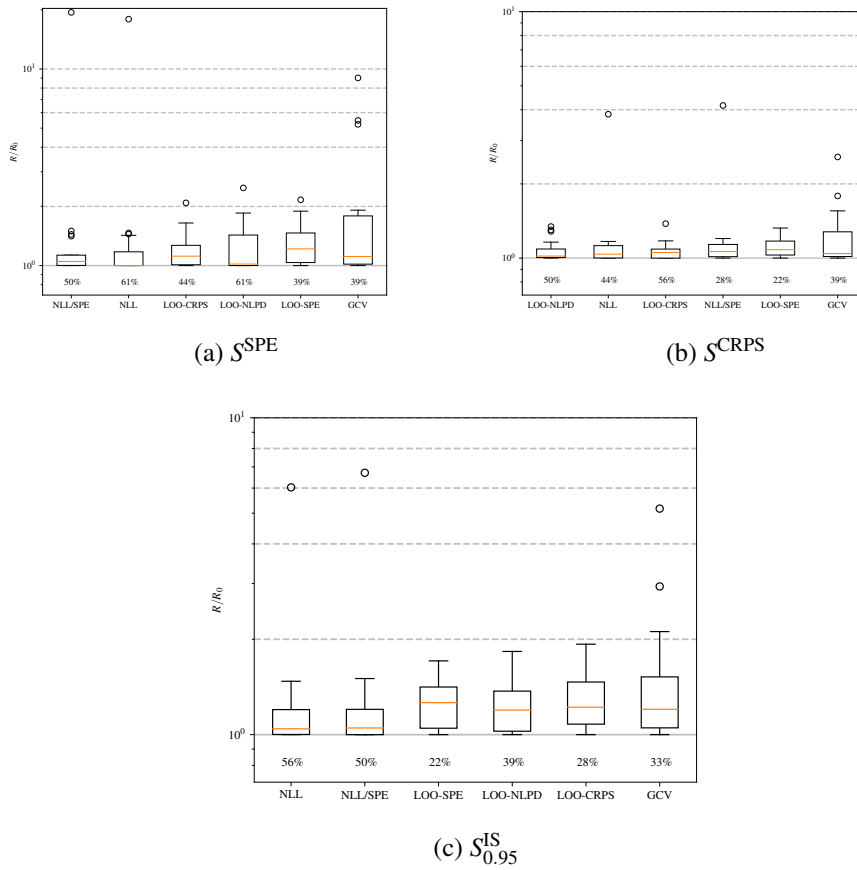 10¹
R/R₀
10⁰
50% 61% 44% 61% 39% 39%
NLL/SPE NLL LOO-CRPS LOO-NLPD LOO-SPE GCV
(a) S^SPE
10¹
R/R₀
10⁰
50% 44% 56% 28% 22% 39%
LOO-NLPD NLL LOO-CRPS NLL/SPE LOO-SPE GCV
(b) S^CRPS
10¹
R/R₀
10⁰
56% 50% 22% 39% 28% 33%
NLL NLL/SPE LOO-SPE LOO-NLPD LOO-CRPS GCV
(c) S^IS_0.95